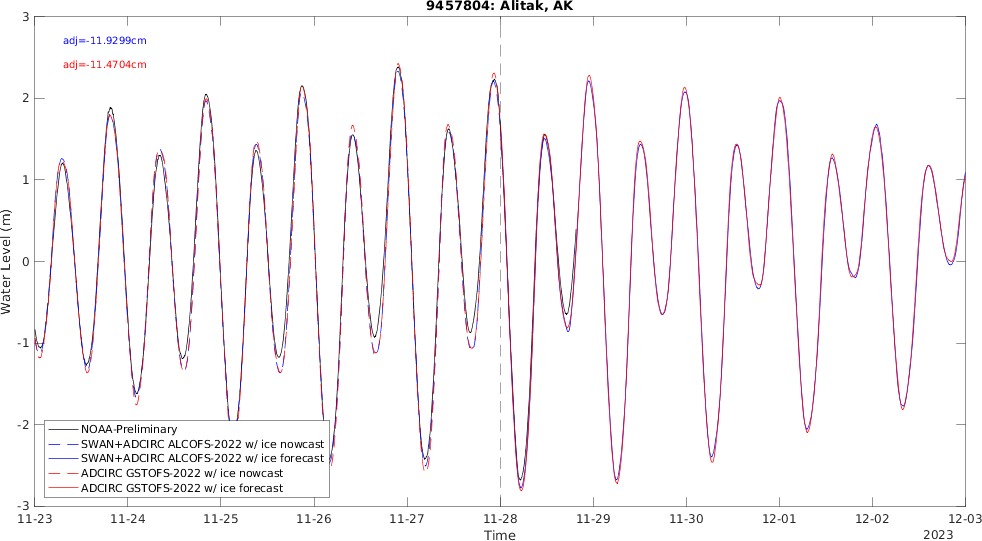 9457804: Alitak, AK
adj=-11.9299cm
adj=-11.4704cm
Water Level (m)
3
2
1
0
-1
-2
-3
NOAA-Preliminary
SWAN+ADCIRC ALCOFS-2022 w/ ice nowcast
SWAN+ADCIRC ALCOFS-2022 w/ ice forecast
ADCIRC GSTOFS-2022 w/ ice nowcast
ADCIRC GSTOFS-2022 w/ ice forecast
11-23 11-24 11-25 11-26 11-27 11-28 11-29 11-30 12-01 12-02 12-03
Time
2023